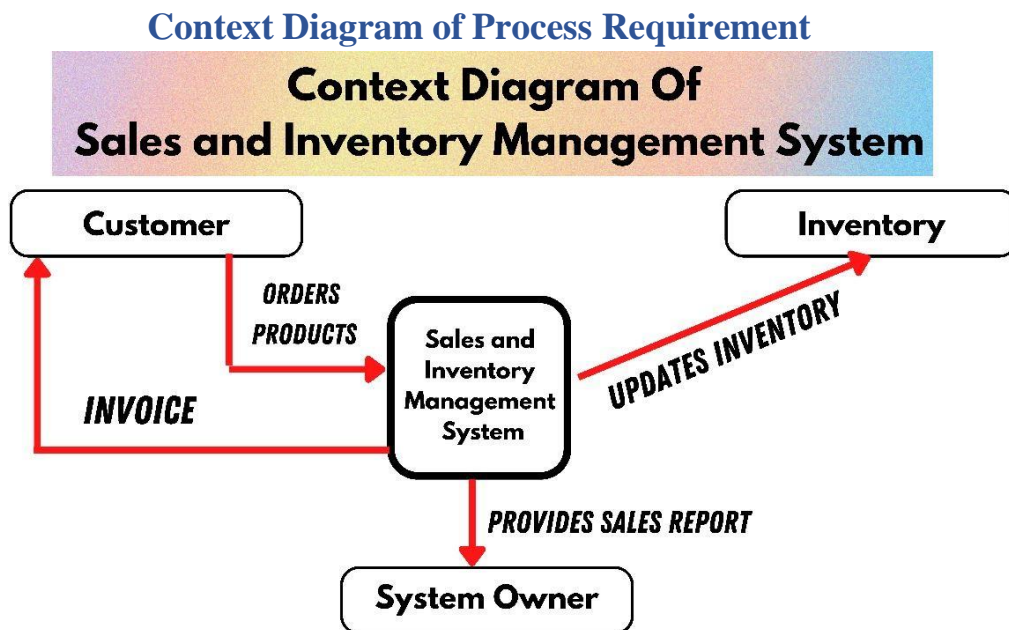 Context Diagram of Process Requirement
Context Diagram Of
Sales and Inventory Management System
Customer
Inventory
ORDERS
PRODUCTS
Sales and
Inventory
Management
System
UPDATES INVENTORY
INVOICE
PROVIDES SALES REPORT
System Owner